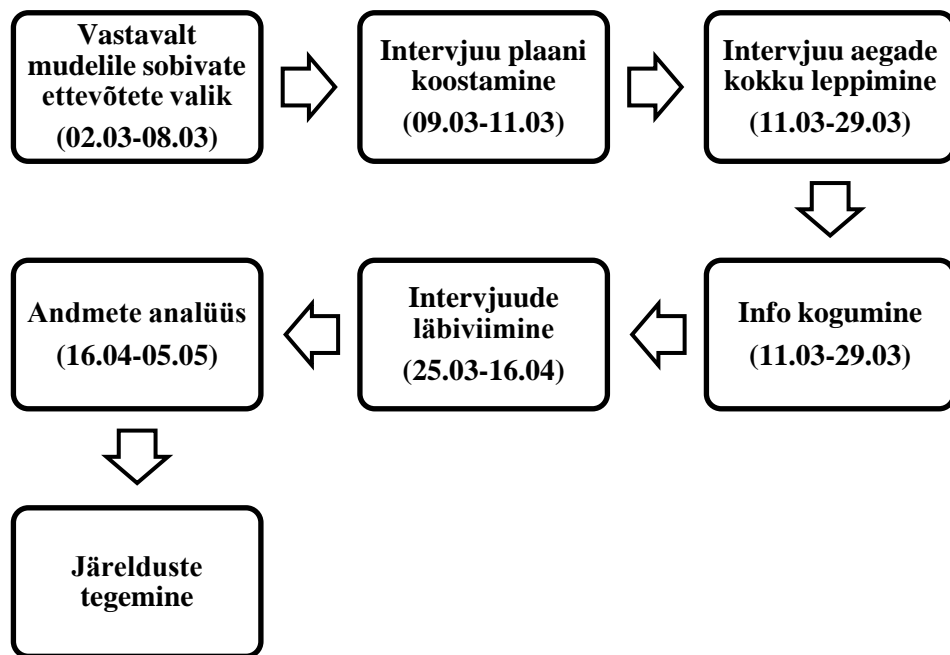 Vastavalt
mudelile sobivate
ettevõtete valik
(02.03-08.03)
Intervjuu plaani
koostamine
(09.03-11.03)
Intervjuu aegade
kokku leppimine
(11.03-29.03)
Info kogumine
(11.03-29.03)
Intervjuude
läbiviimine
(25.03-16.04)
Andmete analüüs
(16.04-05.05)
Järelduste
tegemine